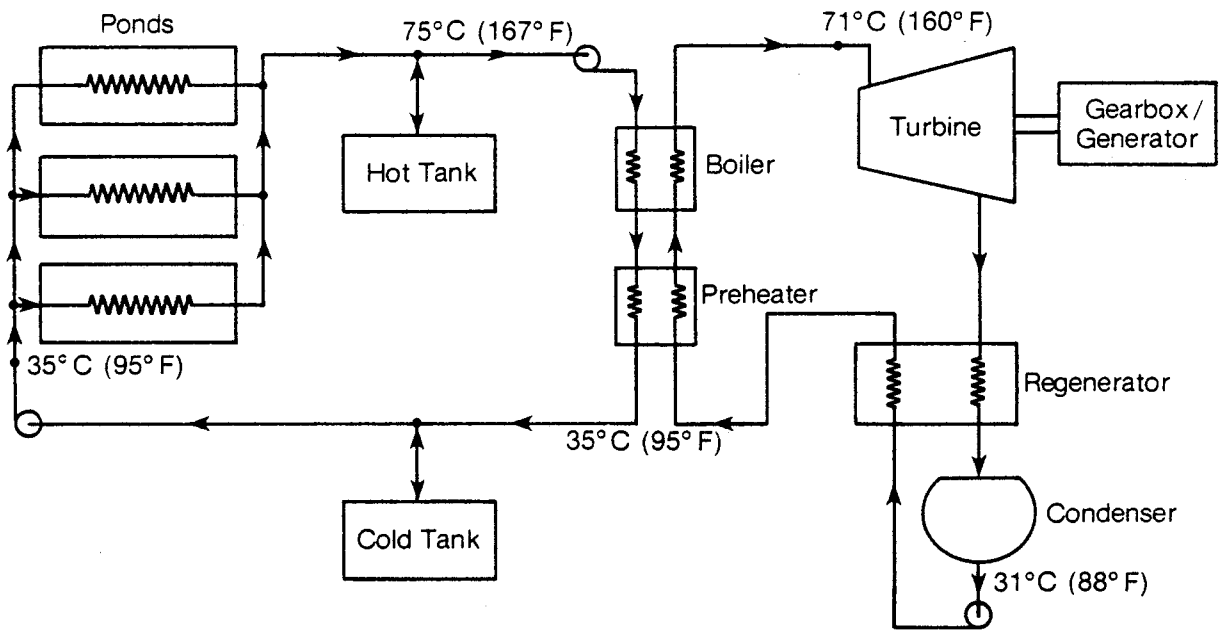 Ponds
75°C (167°F)
71°C (160°F)
Turbine
Gearbox/
Generator
Hot Tank
Boiler
Preheater
35°C (95°F)
Regenerator
35°C (95°F)
Cold Tank
Condenser
31°C (88°F)